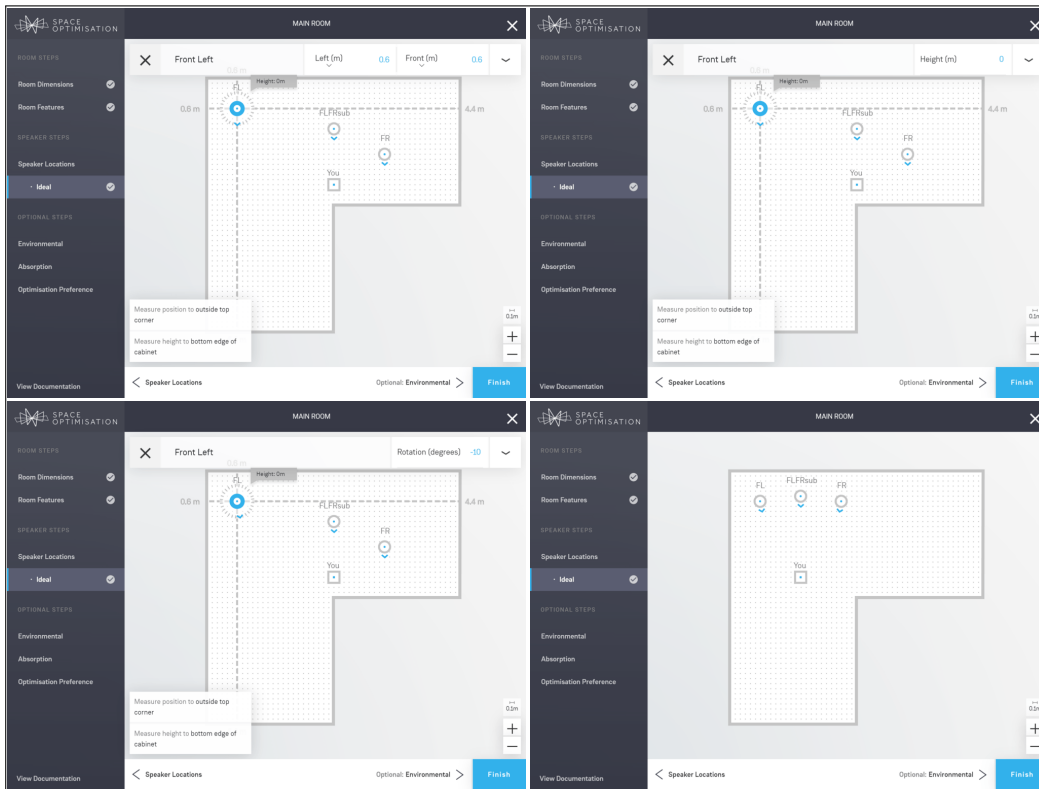 SPACE
OPTIMISATION
MAIN ROOM
ROOM STEPS
Room Dimensions
Room Features
SPEAKER STEPS
Speaker Locations
· Ideal
OPTIONAL STEPS
Environmental
Absorption
Optimisation Preference
View Documentation
Front Left
Left (m) 0.6 Front (m) 0.6
0.6 m
Height: 0m
FL
0.6 m
4.4 m
FLFRsub
FR
You
Measure position to outside top
corner
Measure height to bottom edge of
cabinet
0.1m
Speaker Locations
Optional: Environmental
Finish
SPACE
OPTIMISATION
MAIN ROOM
ROOM STEPS
Room Dimensions
Room Features
SPEAKER STEPS
Speaker Locations
· Ideal
OPTIONAL STEPS
Environmental
Absorption
Optimisation Preference
View Documentation
Front Left
Height (m) 0
0.6 m
Height: 0m
FL
0.6 m
4.4 m
FLFRsub
FR
You
Measure position to outside top
corner
Measure height to bottom edge of
cabinet
0.1m
Speaker Locations
Optional: Environmental
Finish
SPACE
OPTIMISATION
MAIN ROOM
ROOM STEPS
Room Dimensions
Room Features
SPEAKER STEPS
Speaker Locations
· Ideal
OPTIONAL STEPS
Environmental
Absorption
Optimisation Preference
View Documentation
Front Left
Rotation (degrees) -10
0.6 m
Height: 0m
FL
0.6 m
4.4 m
FLFRsub
FR
You
Measure position to outside top
corner
Measure height to bottom edge of
cabinet
0.1m
Speaker Locations
Optional: Environmental
Finish
SPACE
OPTIMISATION
MAIN ROOM
ROOM STEPS
Room Dimensions
Room Features
SPEAKER STEPS
Speaker Locations
· Ideal
OPTIONAL STEPS
Environmental
Absorption
Optimisation Preference
View Documentation
FL
FLFRsub
FR
You
0.1m
Speaker Locations
Optional: Environmental
Finish